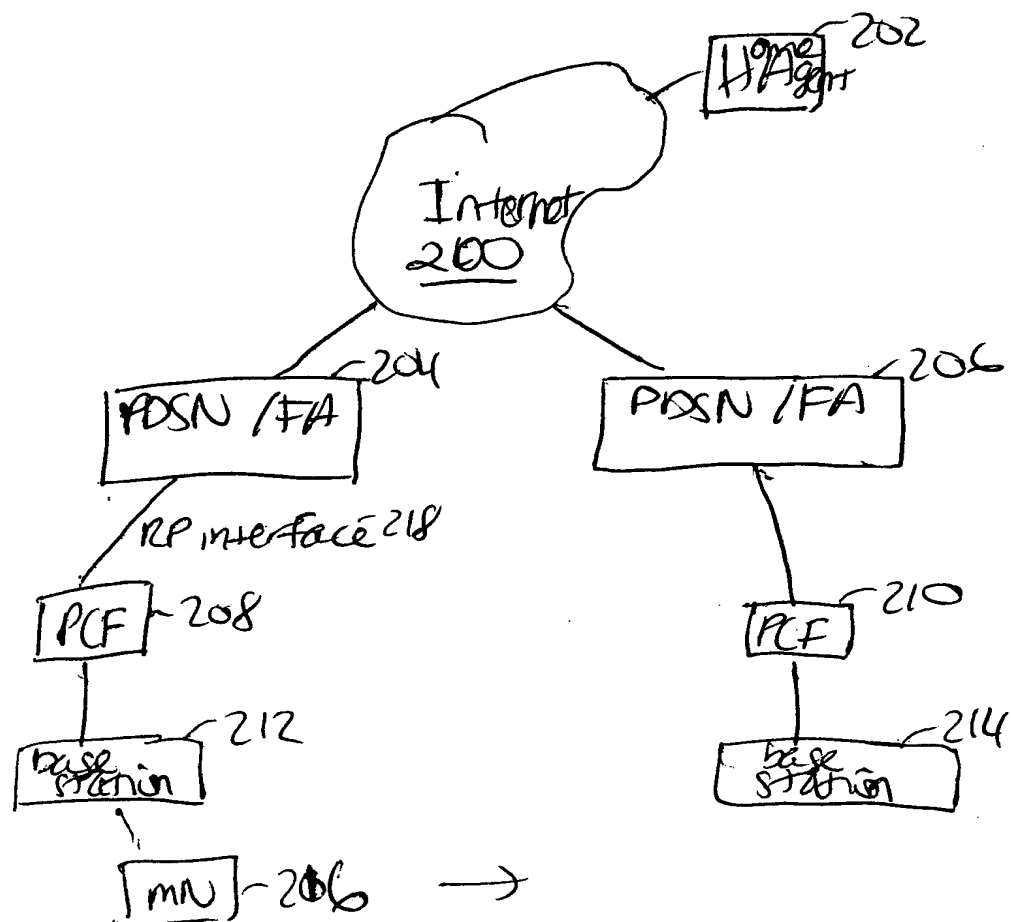 202
Home
Agent
Internet
200
204
PDSN /FA
206
PDSN /FA
RP interface 218
PCF
208
210
PCF
212
base
station
214
base
station
MN
216